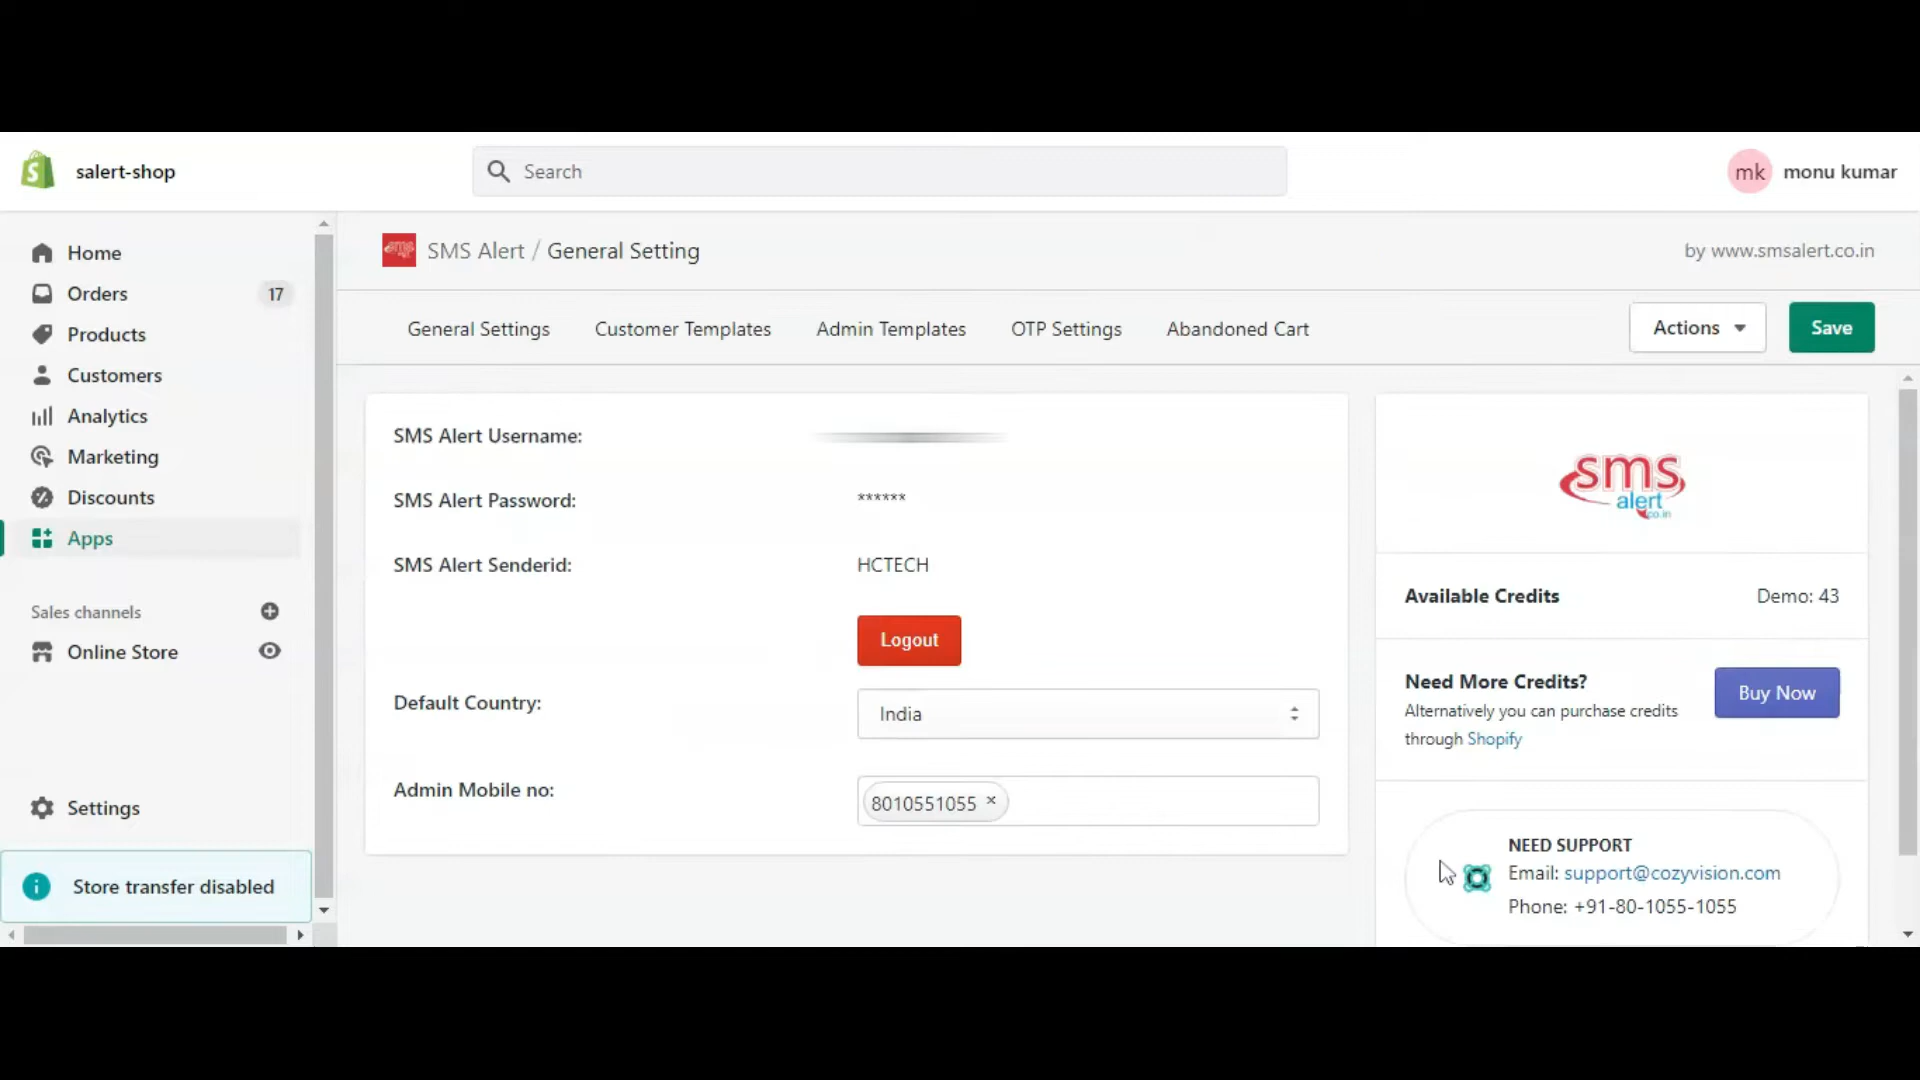 salert-shop
Search
mk monu kumar
Home
Orders 17
Products
Customers
Analytics
Marketing
Discounts
Apps
Sales channels
Online Store
Settings
Store transfer disabled
SMS Alert / General Setting
by www.smsalert.co.in
General Settings Customer Templates Admin Templates OTP Settings Abandoned Cart
Actions Save
SMS Alert Username:
SMS Alert Password: ******
SMS Alert Senderid: HCTECH
Logout
Default Country: India
Admin Mobile no: 8010551055 ×
sms
alert
co.in
Available Credits Demo: 43
Need More Credits?
Alternatively you can purchase credits
through Shopify
Buy Now
NEED SUPPORT
Email: support@cozyvision.com
Phone: +91-80-1055-1055